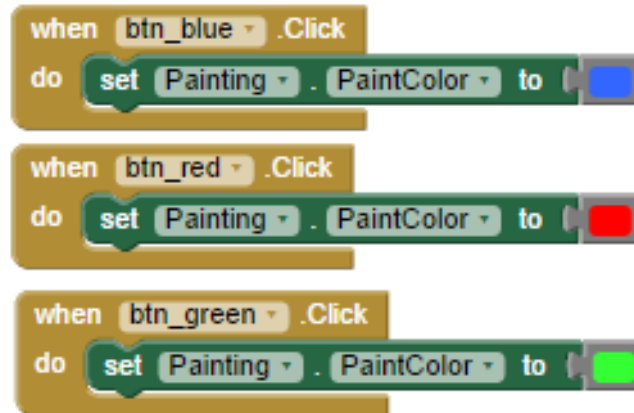 when btn_blue .Click
do set Painting . PaintColor to
when btn_red .Click
do set Painting . PaintColor to
when btn_green .Click
do set Painting . PaintColor to